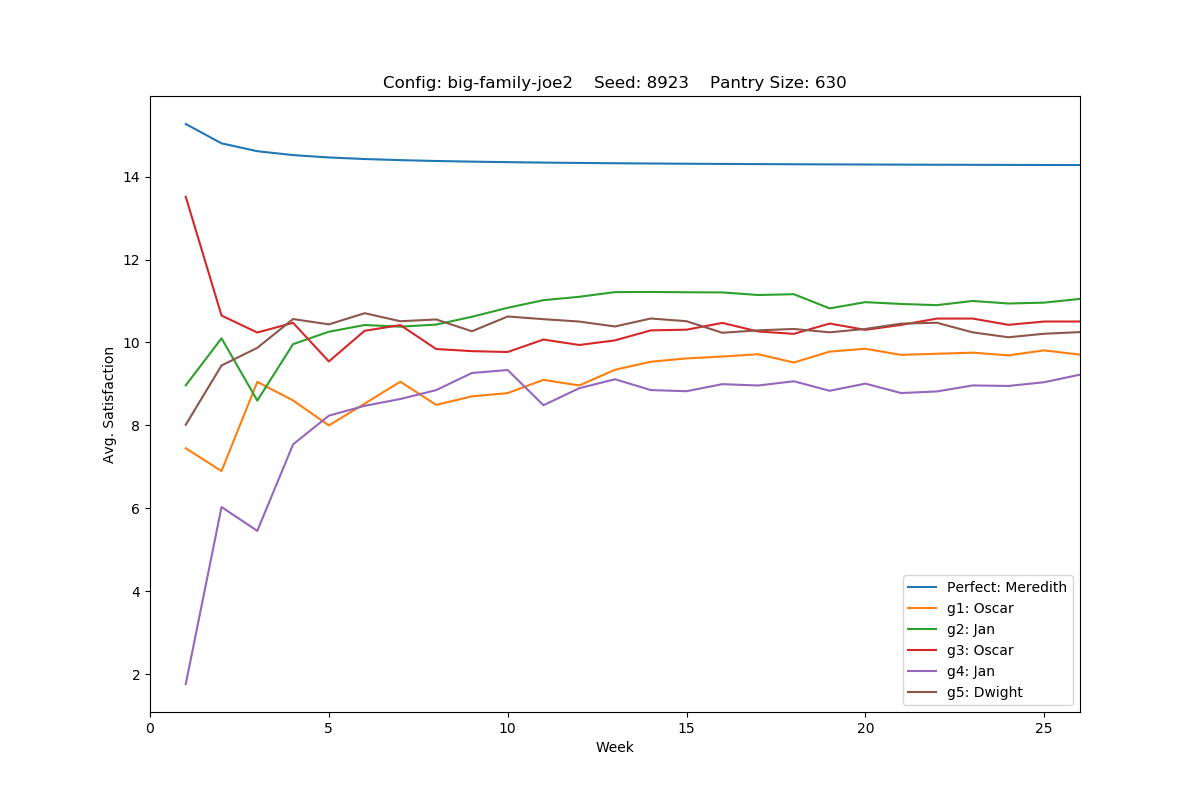 Config: big-family-joe2    Seed: 8923    Pantry Size: 630
Avg. Satisfaction
14
12
10
8
6
4
2
0
5
10
15
20
25
Week
Perfect: Meredith
g1: Oscar
g2: Jan
g3: Oscar
g4: Jan
g5: Dwight